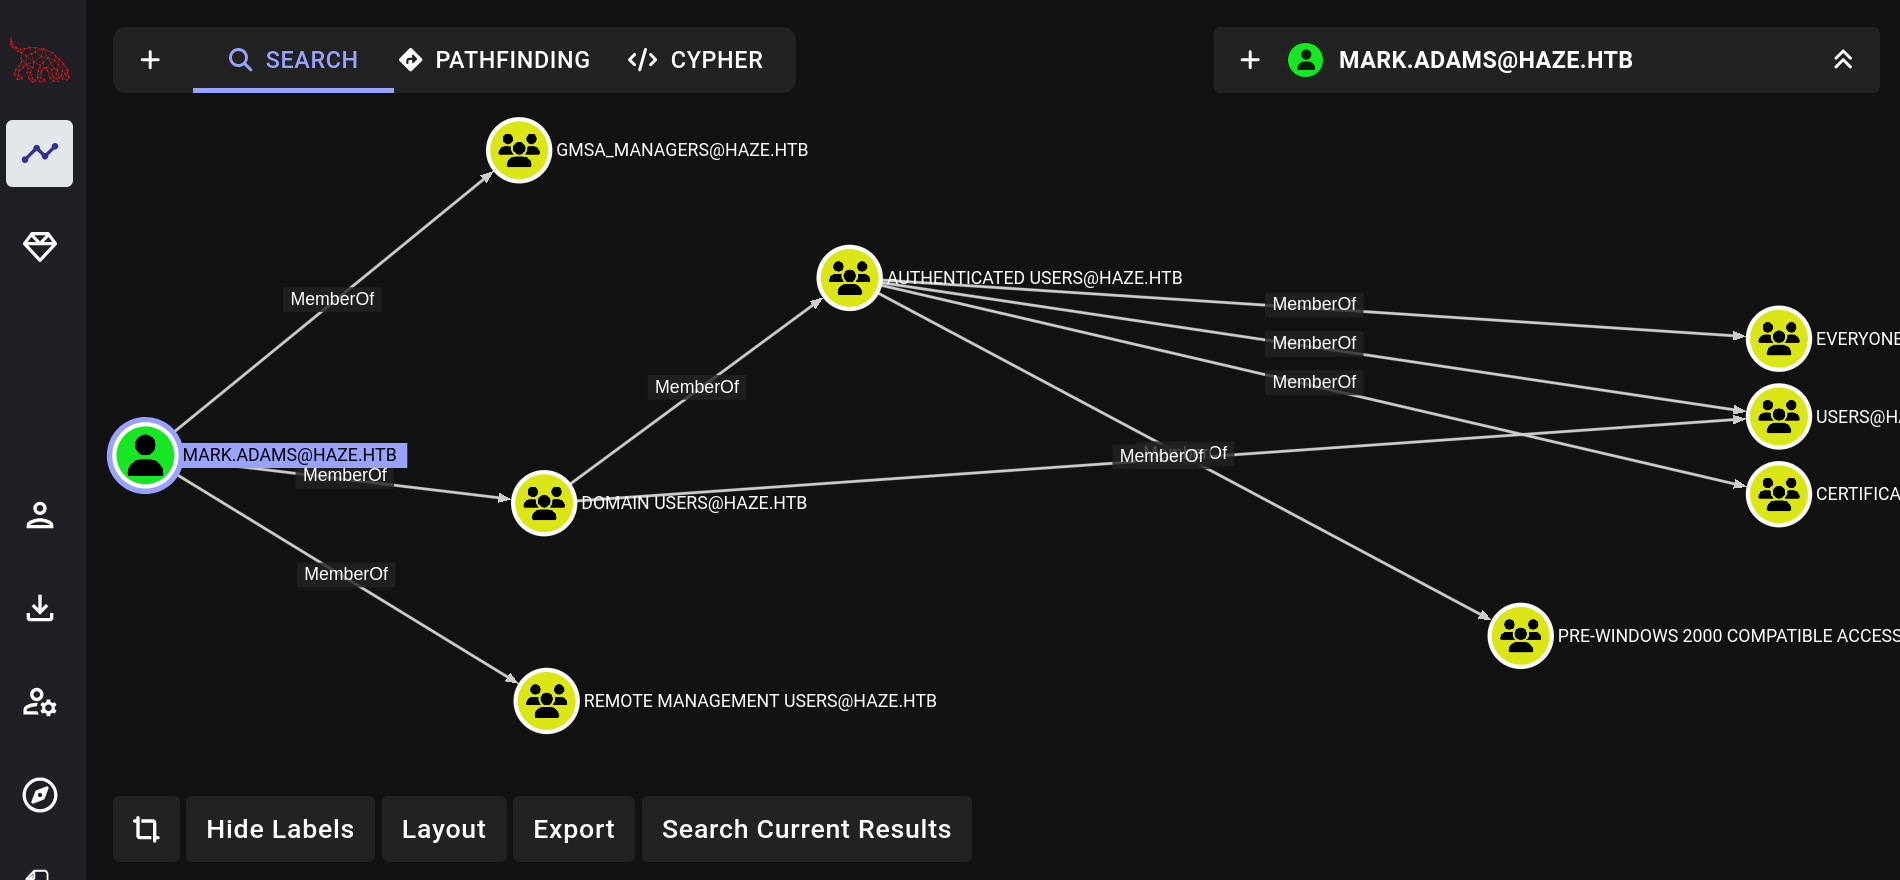 SEARCH
PATHFINDING
CYPHER
MARK.ADAMS@HAZE.HTB
GMSA_MANAGERS@HAZE.HTB
AUTHENTICATED USERS@HAZE.HTB
MemberOf
MemberOf
MemberOf
EVERYONE
MemberOf
MemberOf
MemberOf
USERS@HA
MARK.ADAMS@HAZE.HTB
MemberOf
MemberOf
Of
DOMAIN USERS@HAZE.HTB
CERTIFICA
MemberOf
PRE-WINDOWS 2000 COMPATIBLE ACCESS
REMOTE MANAGEMENT USERS@HAZE.HTB
Hide Labels
Layout
Export
Search Current Results